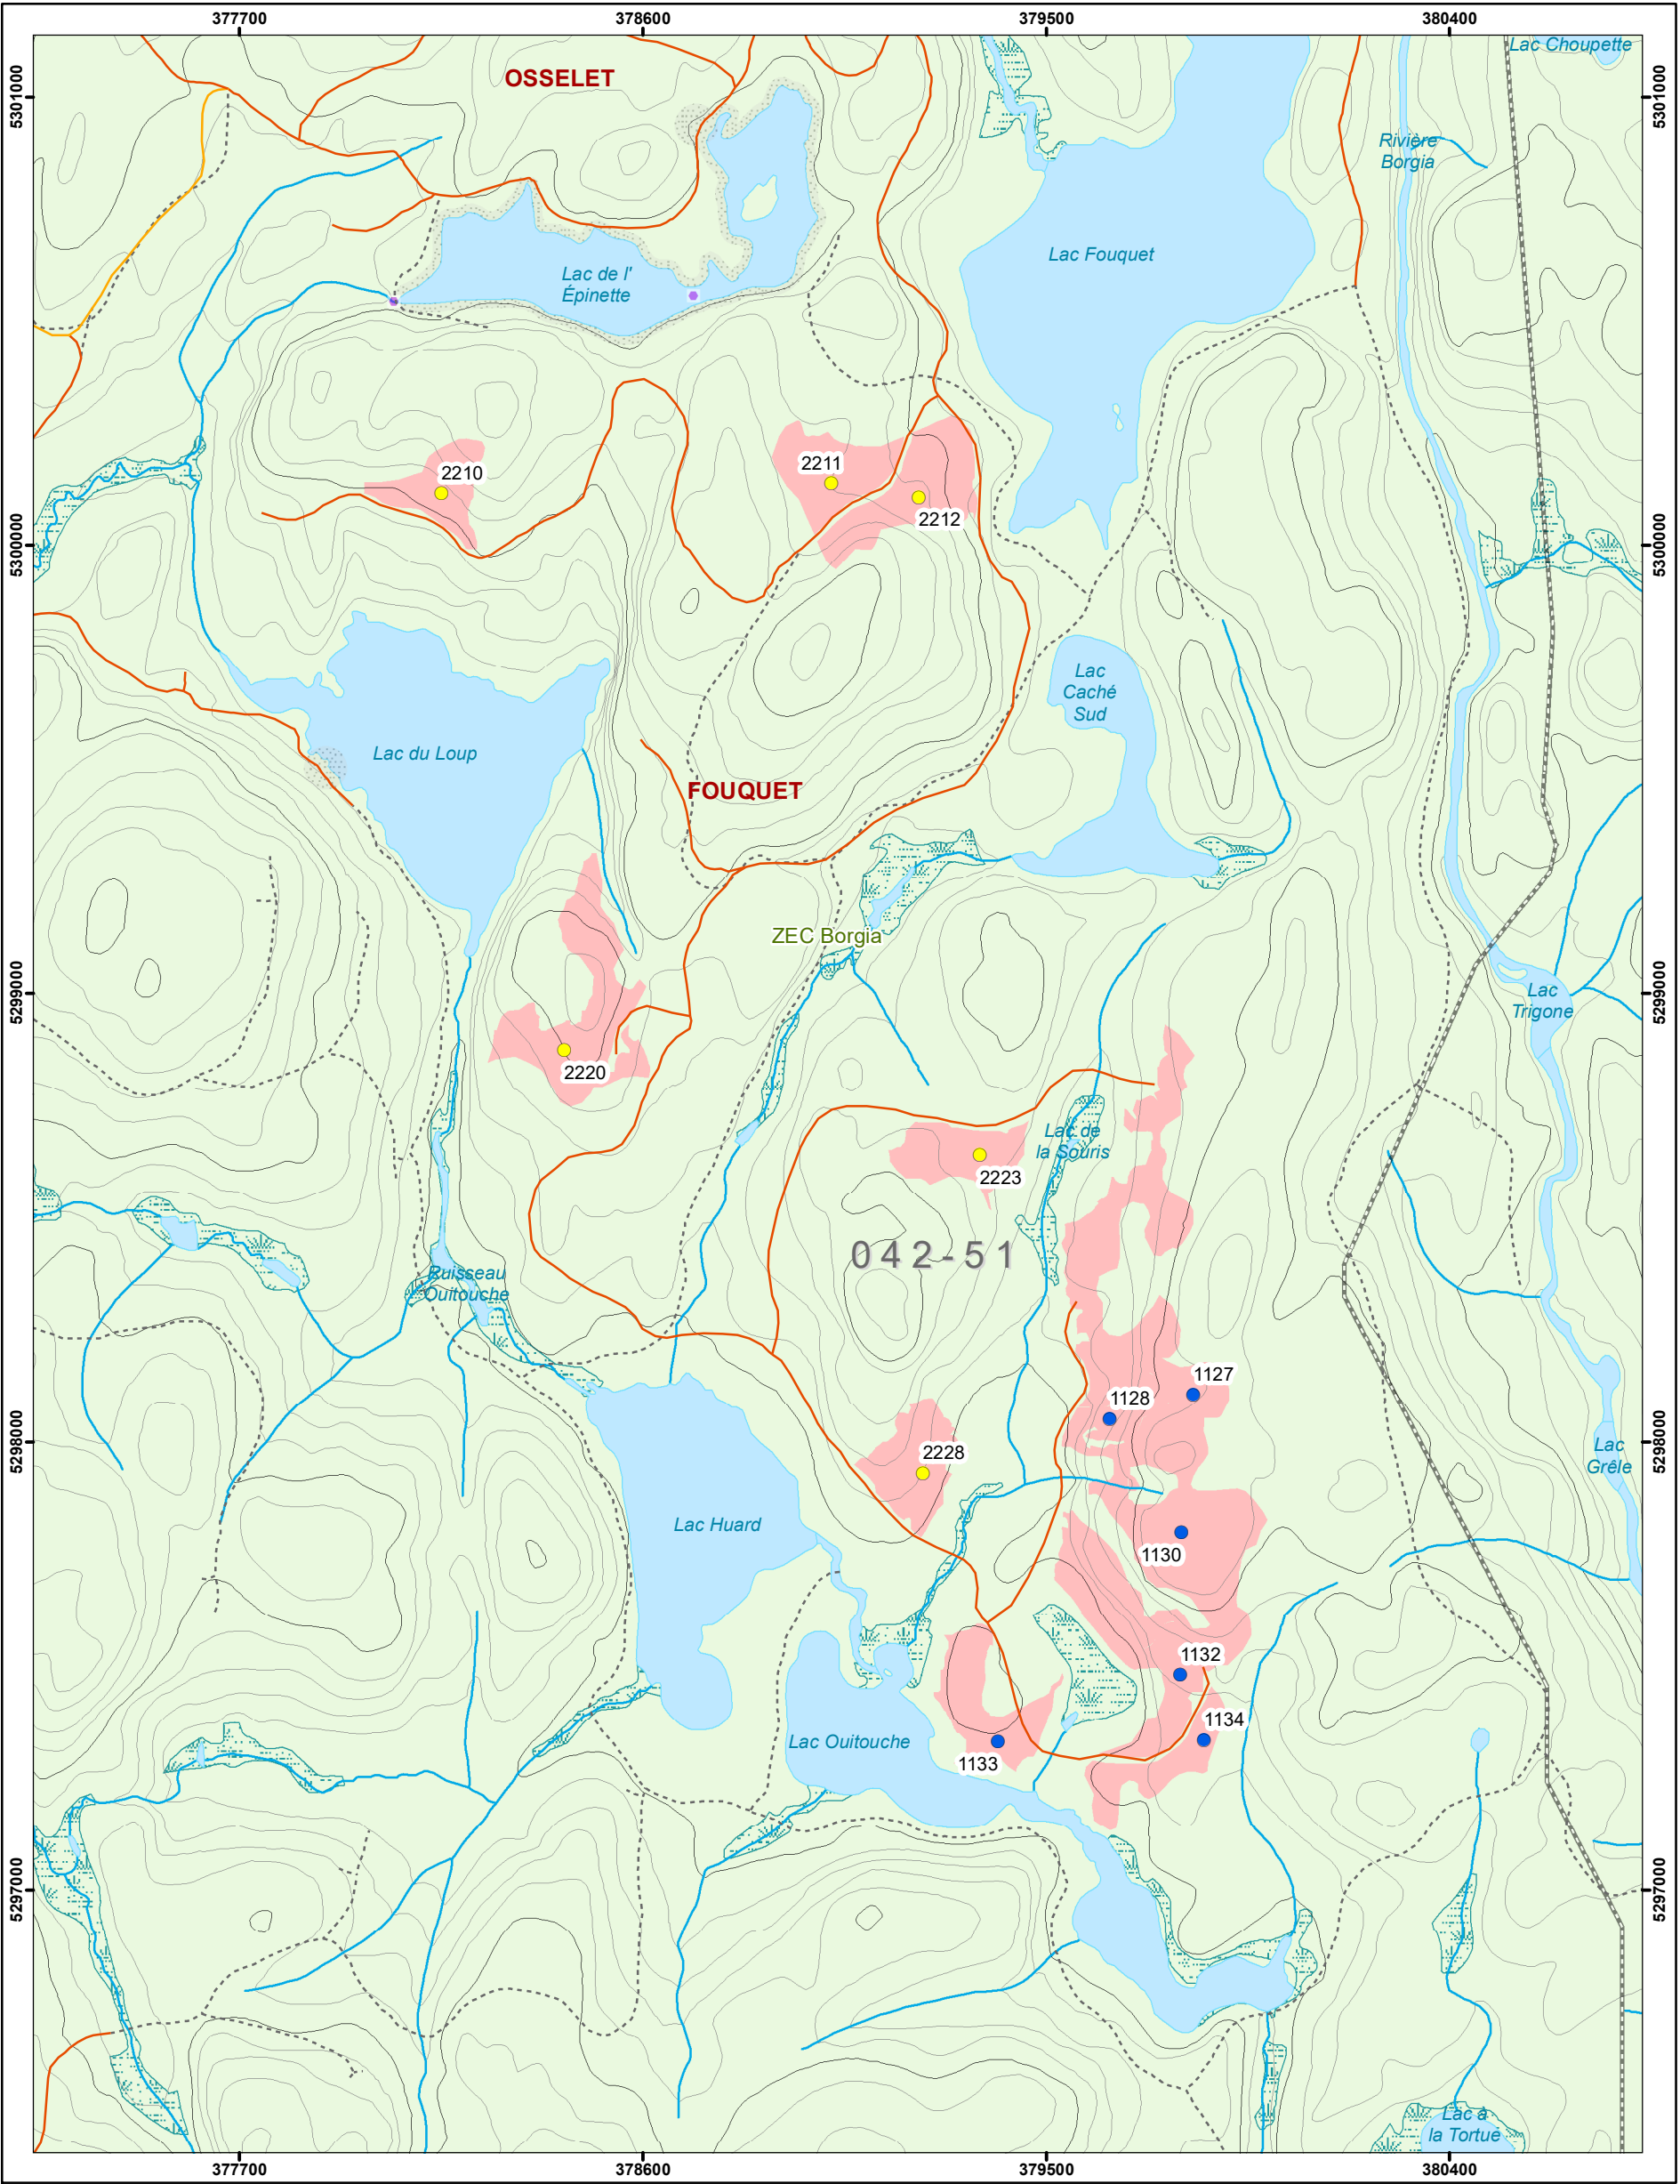 377700 378600 379500 380400
Lac Choupette
OSSELET
5301000
5301000
Rivière
Borgia
Lac Fouquet
Lac de l'
Épinette
2211
2210
2212
5300000
5300000
Lac
Caché
Sud
Lac du Loup
FOUQUET
ZEC Borgia
5299000
5299000
Lac
Trigone
2220
Lac de
la Souris
2223
042-51
Ruisseau
Ouitouche
1127
1128
5298000
5298000
2228
Lac
Grêle
Lac Huard
1130
1132
1134
Lac Ouitouche
1133
5297000
5297000
Lac à
la Tortue
377700 378600 379500 380400